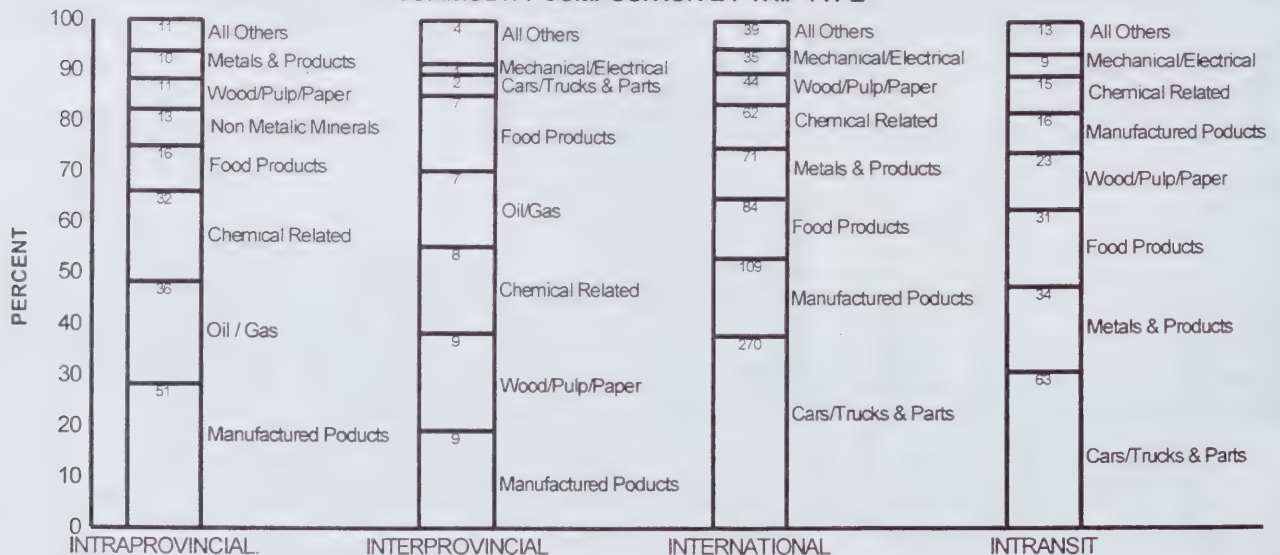 100
90
80
70
60
50
40
30
20
10
0
PERCENT
11 All Others
10 Metals & Products
11 Wood/Pulp/Paper
13 Non Metalic Minerals
16 Food Products
32 Chemical Related
36 Oil / Gas
51 Manufactured Poducts
INTRAPROVINCIAL.
4 All Others
1 Mechanical/Electrical
2 Cars/Trucks & Parts
7 Food Products
7 Oil/Gas
8 Chemical Related
9 Wood/Pulp/Paper
9 Manufactured Poducts
INTERPROVINCIAL
39 All Others
35 Mechanical/Electrical
44 Wood/Pulp/Paper
62 Chemical Related
71 Metals & Products
84 Food Products
109 Manufactured Poducts
270 Cars/Trucks & Parts
INTERNATIONAL
13 All Others
9 Mechanical/Electrical
15 Chemical Related
16 Manufactured Poducts
23 Wood/Pulp/Paper
31 Food Products
34 Metals & Products
63 Cars/Trucks & Parts
INTRANSIT